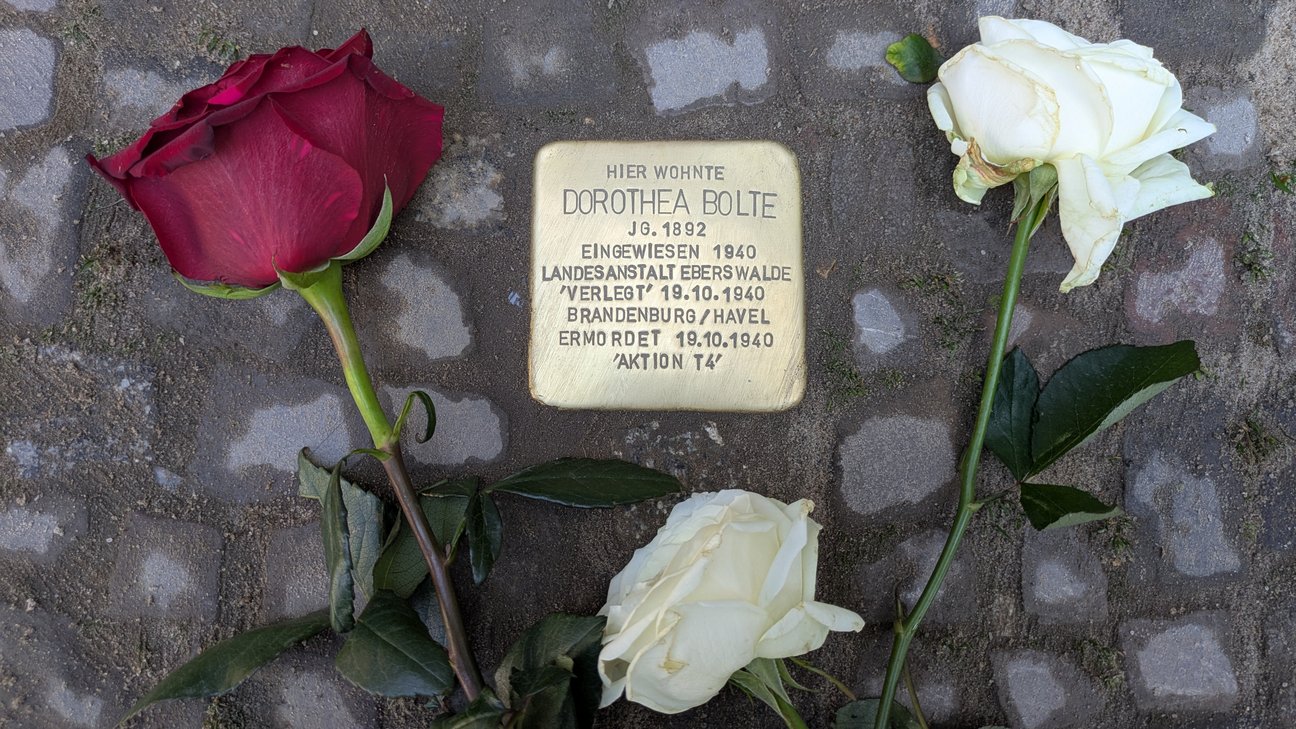 HIER WOHNTE
DOROTHEA BOLTE
JG. 1892
EINGEWIESEN 1940
LANDESANSTALT EBERSWALDE
'VERLEGT' 19.10.1940
BRANDENBURG/HAVEL
ERMORDET 19.10.1940
'AKTION T4'